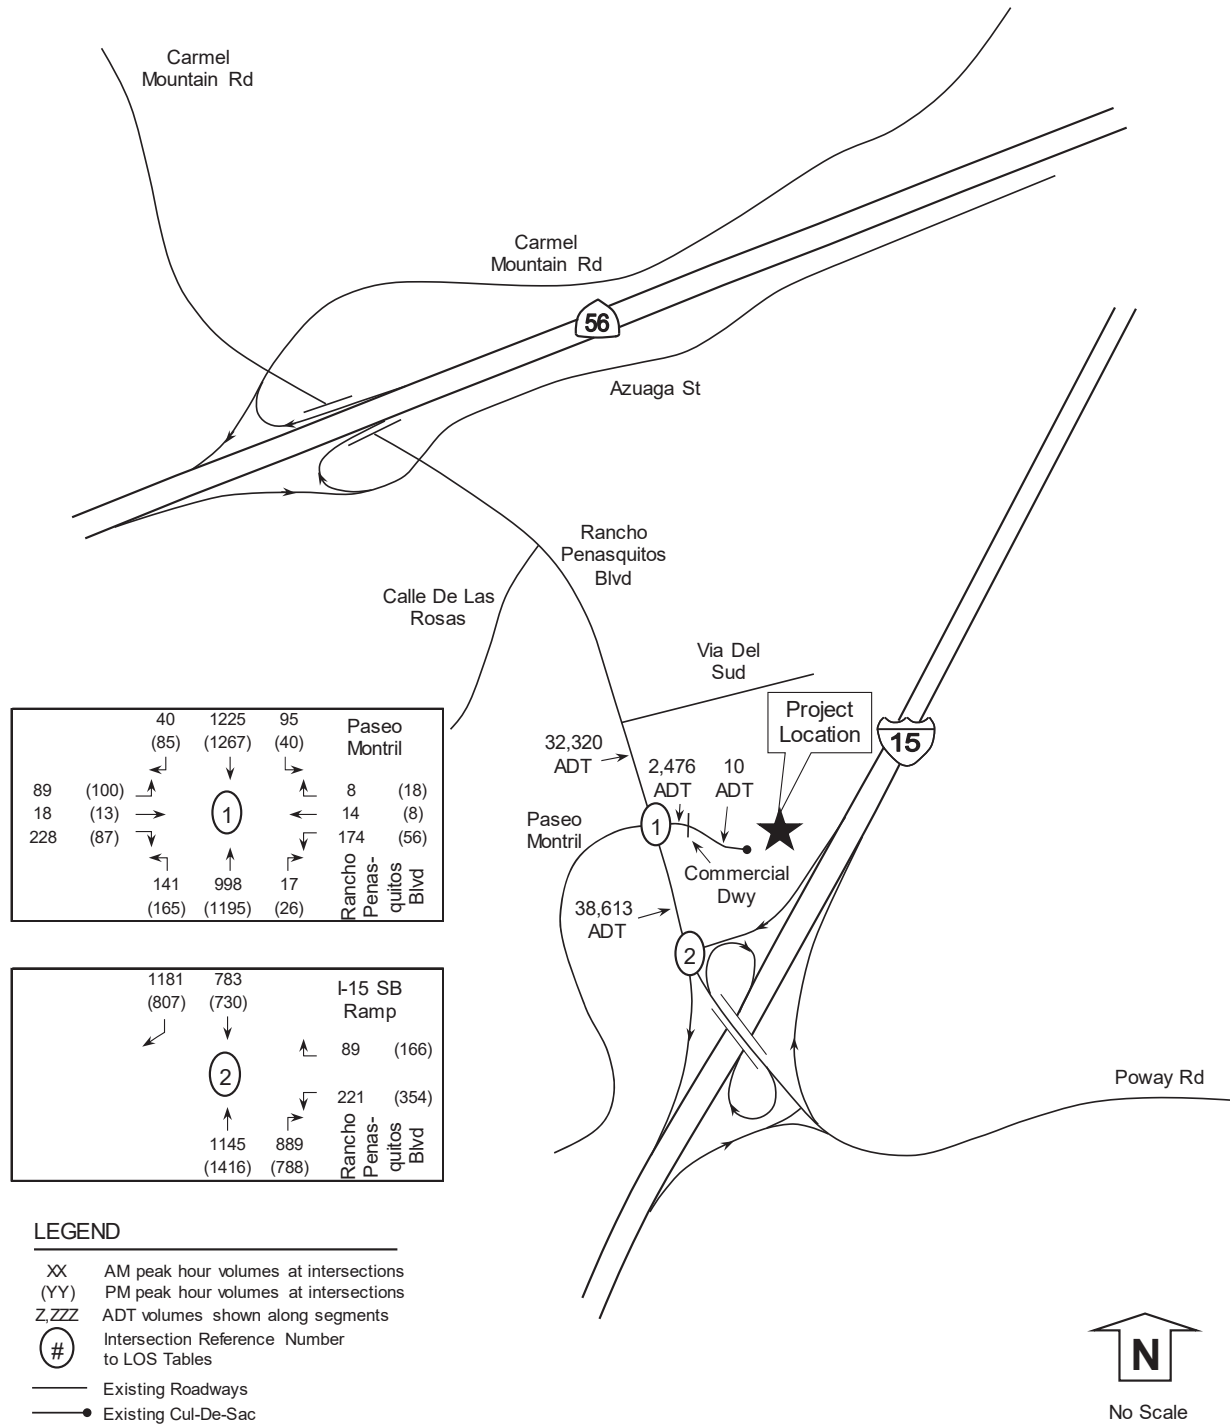 Carmel
Mountain Rd
Carmel
Mountain Rd
56
Azuaga St
Rancho
Penasquitos
Blvd
Calle De Las
Rosas
Via Del
Sud
Project
Location
15
32,320
ADT
2,476
ADT
10
ADT
Paseo
Montril
1
Commercial
Dwy
38,613
ADT
2
Poway Rd
40 1225 95
(85) (1267) (40)
Paseo
Montril
89 (100) 8 (18)
18 (13) 1 14 (8)
228 (87) 174 (56)
141 998 17
(165) (1195) (26)
Rancho
Penas-
quitos
Blvd
1181 783
(807) (730)
I-15 SB
Ramp
89 (166)
2
221 (354)
1145 889
(1416) (788)
Rancho
Penas-
quitos
Blvd
LEGEND
XX AM peak hour volumes at intersections
(YY) PM peak hour volumes at intersections
Z,ZZZ ADT volumes shown along segments
# Intersection Reference Number
to LOS Tables
Existing Roadways
Existing Cul-De-Sac
N
No Scale